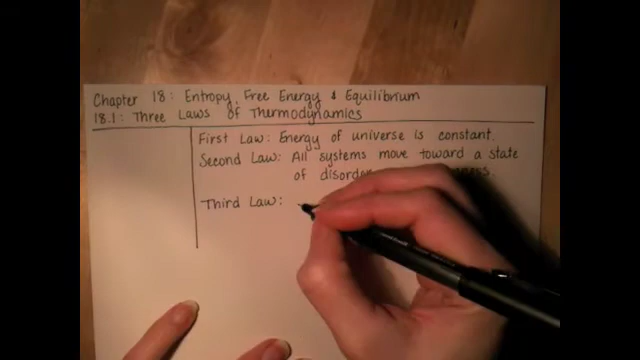 Chapter 18: Entropy, Free Energy & Equilibrium
18.1: Three Laws of Thermodynamics
First Law: Energy of universe is constant.
Second Law: All systems move toward a state
of disorder
Third Law: